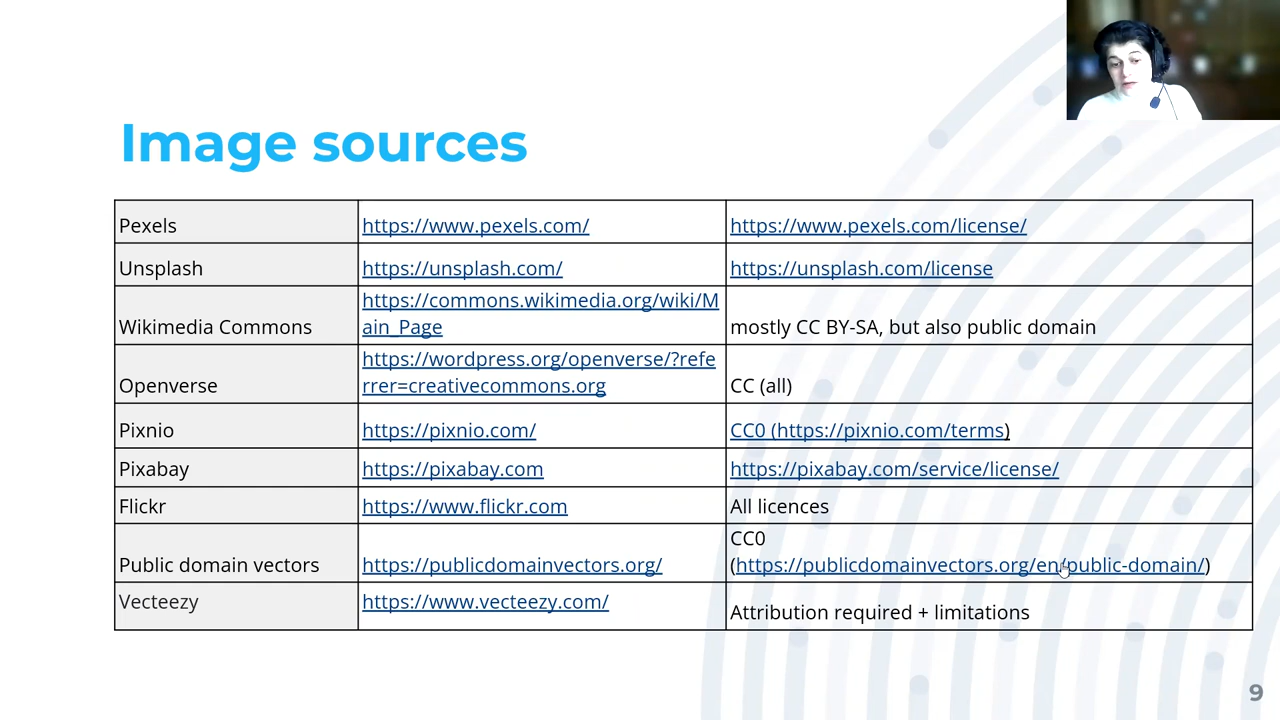 Image sources
Pexels
https://www.pexels.com/
https://www.pexels.com/license/
Unsplash
https://unsplash.com/
https://unsplash.com/license
Wikimedia Commons
https://commons.wikimedia.org/wiki/M
ain_Page
mostly CC BY-SA, but also public domain
Openverse
https://wordpress.org/openverse/?refe
rrer=creativecommons.org
CC (all)
Pixnio
https://pixnio.com/
CC0 (https://pixnio.com/terms)
Pixabay
https://pixabay.com
https://pixabay.com/service/license/
Flickr
https://www.flickr.com
All licences
Public domain vectors
https://publicdomainvectors.org/
CC0
(https://publicdomainvectors.org/en/public-domain/)
Vecteezy
https://www.vecteezy.com/
Attribution required + limitations
9